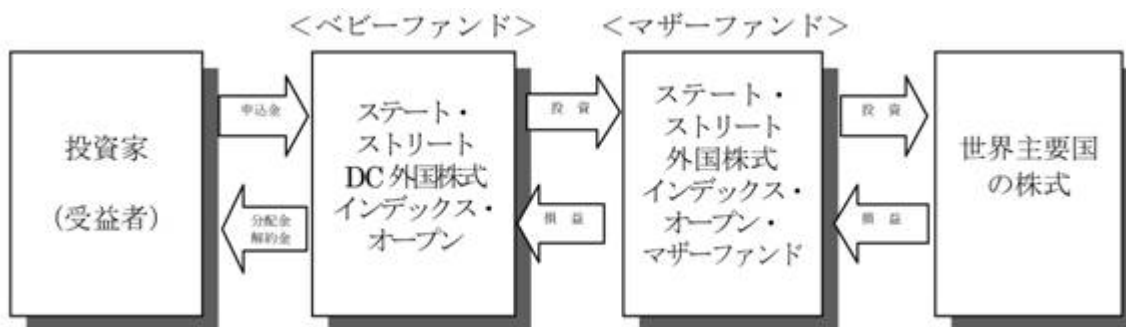 ＜ベビーファンド＞
＜マザーファンド＞
投資家
(受益者)
申込金
分配金
解約金
ステート・
ストリート
DC 外国株式
インデックス・
オープン
投 資
損 益
ステート・
ストリート
外国株式
インデックス・
オープン・
マザーファンド
投 資
損 益
世界主要国
の株式